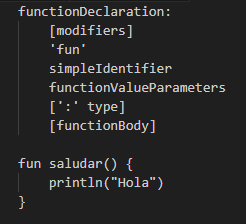 functionDeclaration:
    [modifiers]
    'fun'
    simpleIdentifier
    functionValueParameters
    [':' type]
    [functionBody]

fun saludar() {
    println("Hola")
}